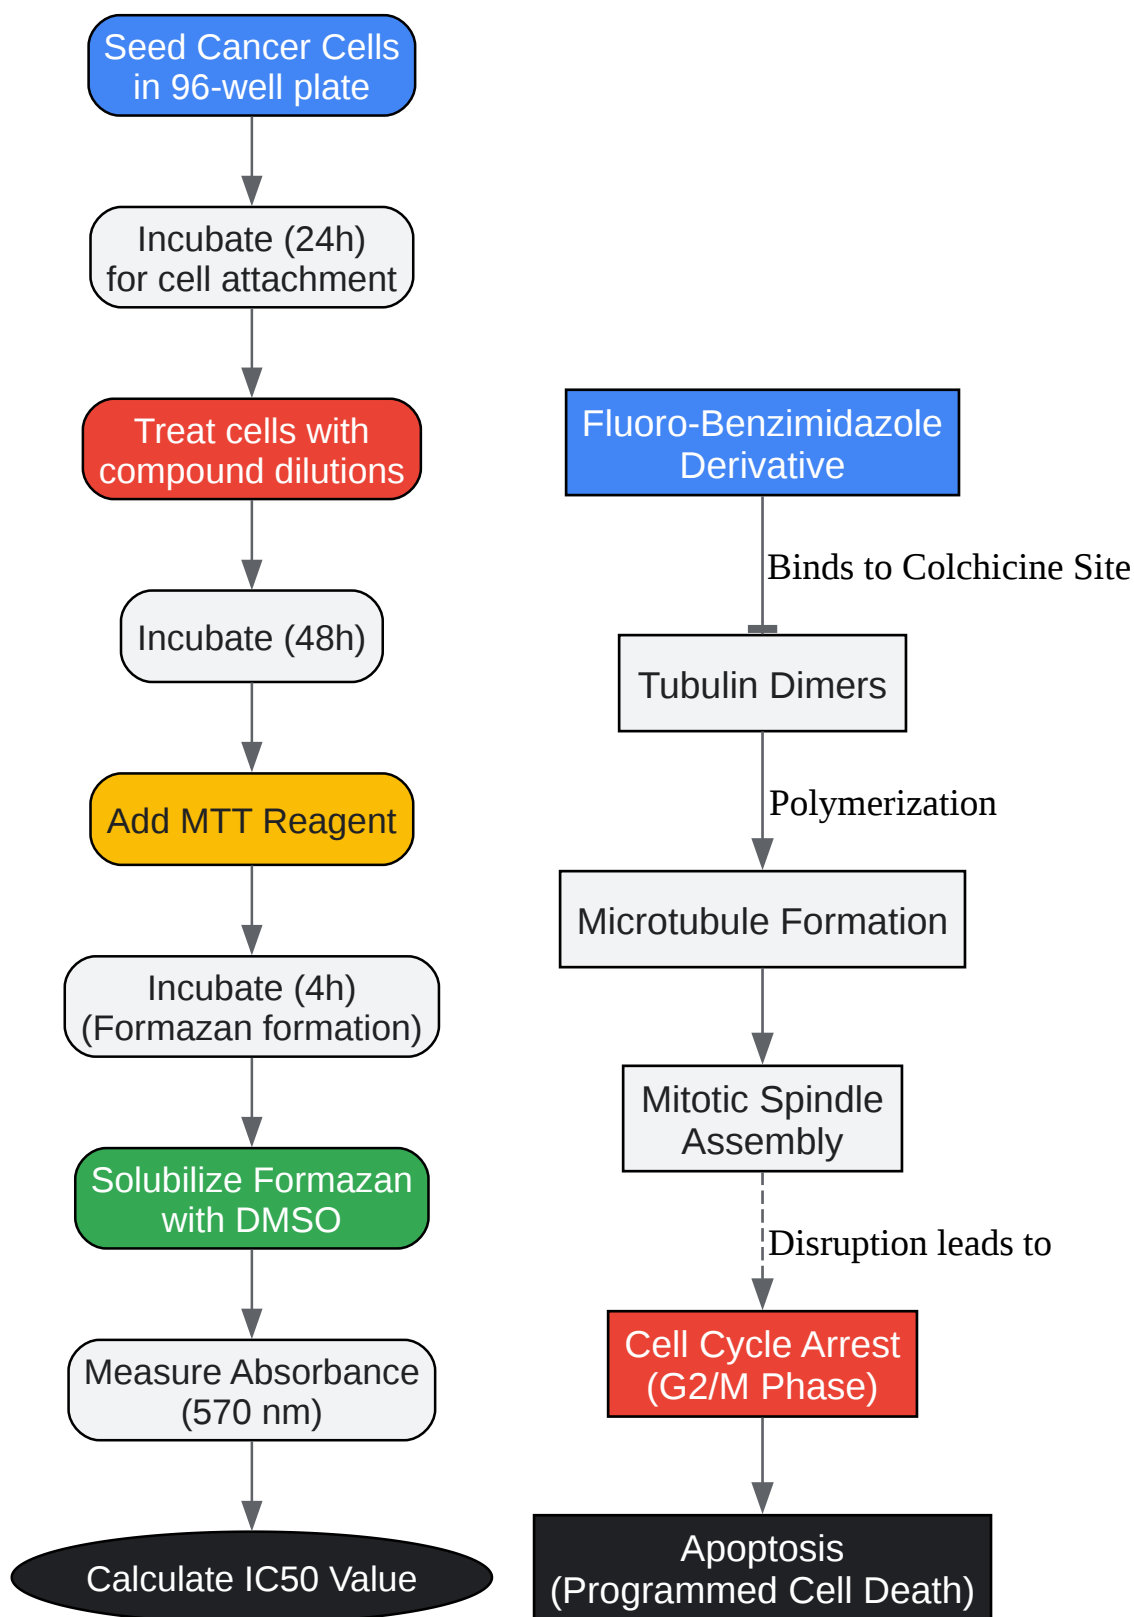 Seed Cancer Cells
in 96-well plate
Incubate (24h)
for cell attachment
Treat cells with
compound dilutions
Incubate (48h)
Add MTT Reagent
Incubate (4h)
(Formazan formation)
Solubilize Formazan
with DMSO
Measure Absorbance
(570 nm)
Calculate IC50 Value
Fluoro-Benzimidazole
Derivative
Binds to Colchicine Site
Tubulin Dimers
Polymerization
Microtubule Formation
Mitotic Spindle
Assembly
Disruption leads to
Cell Cycle Arrest
(G2/M Phase)
Apoptosis
(Programmed Cell Death)